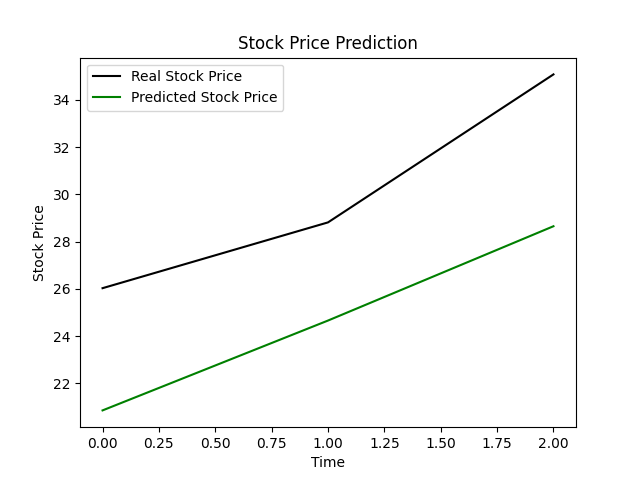 Stock Price Prediction
Real Stock Price
Predicted Stock Price
Stock Price
34
32
30
28
26
24
22
0.00 0.25 0.50 0.75 1.00 1.25 1.50 1.75 2.00
Time